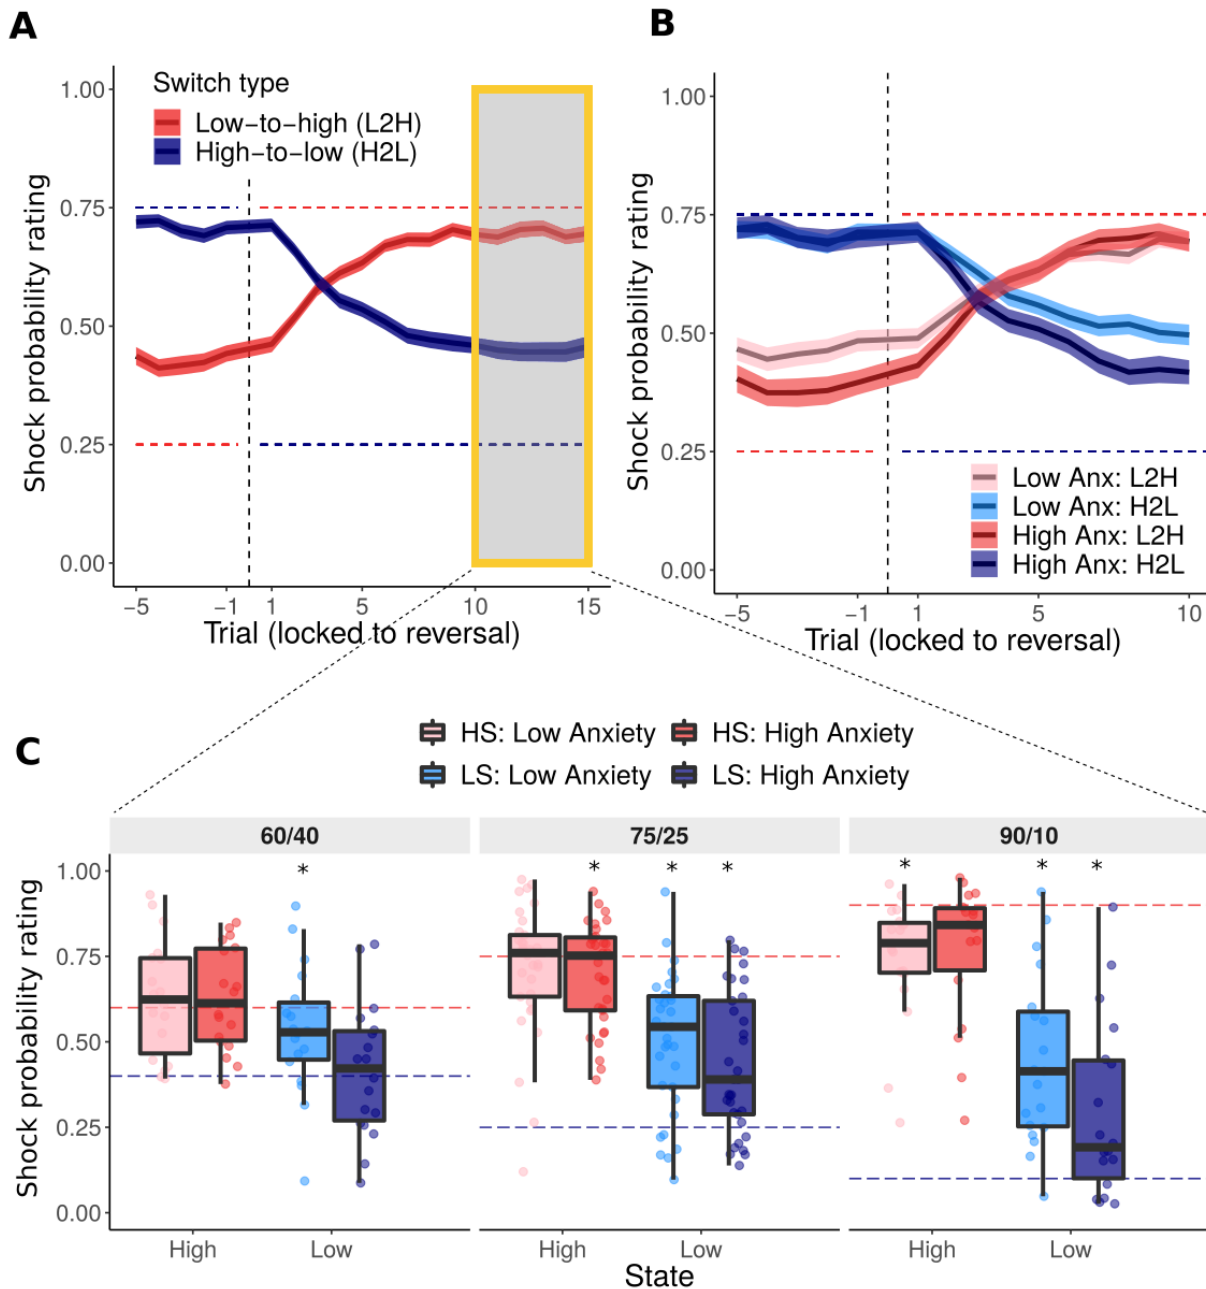 A
Switch type
Low−to−high (L2H)
High−to−low (H2L)
Shock probability rating
1.00
0.75
0.50
0.25
0.00
−5
−1
1
5
10
15
Trial (locked to reversal)
B
Shock probability rating
1.00
0.75
0.50
0.25
0.00
Low Anx: L2H
Low Anx: H2L
High Anx: L2H
High Anx: H2L
−5
−1
1
5
10
Trial (locked to reversal)
C
HS: Low Anxiety
HS: High Anxiety
LS: Low Anxiety
LS: High Anxiety
60/40
75/25
90/10
* * * * * * *
Shock probability rating
1.00
0.75
0.50
0.25
0.00
High
Low
High
Low
High
Low
State